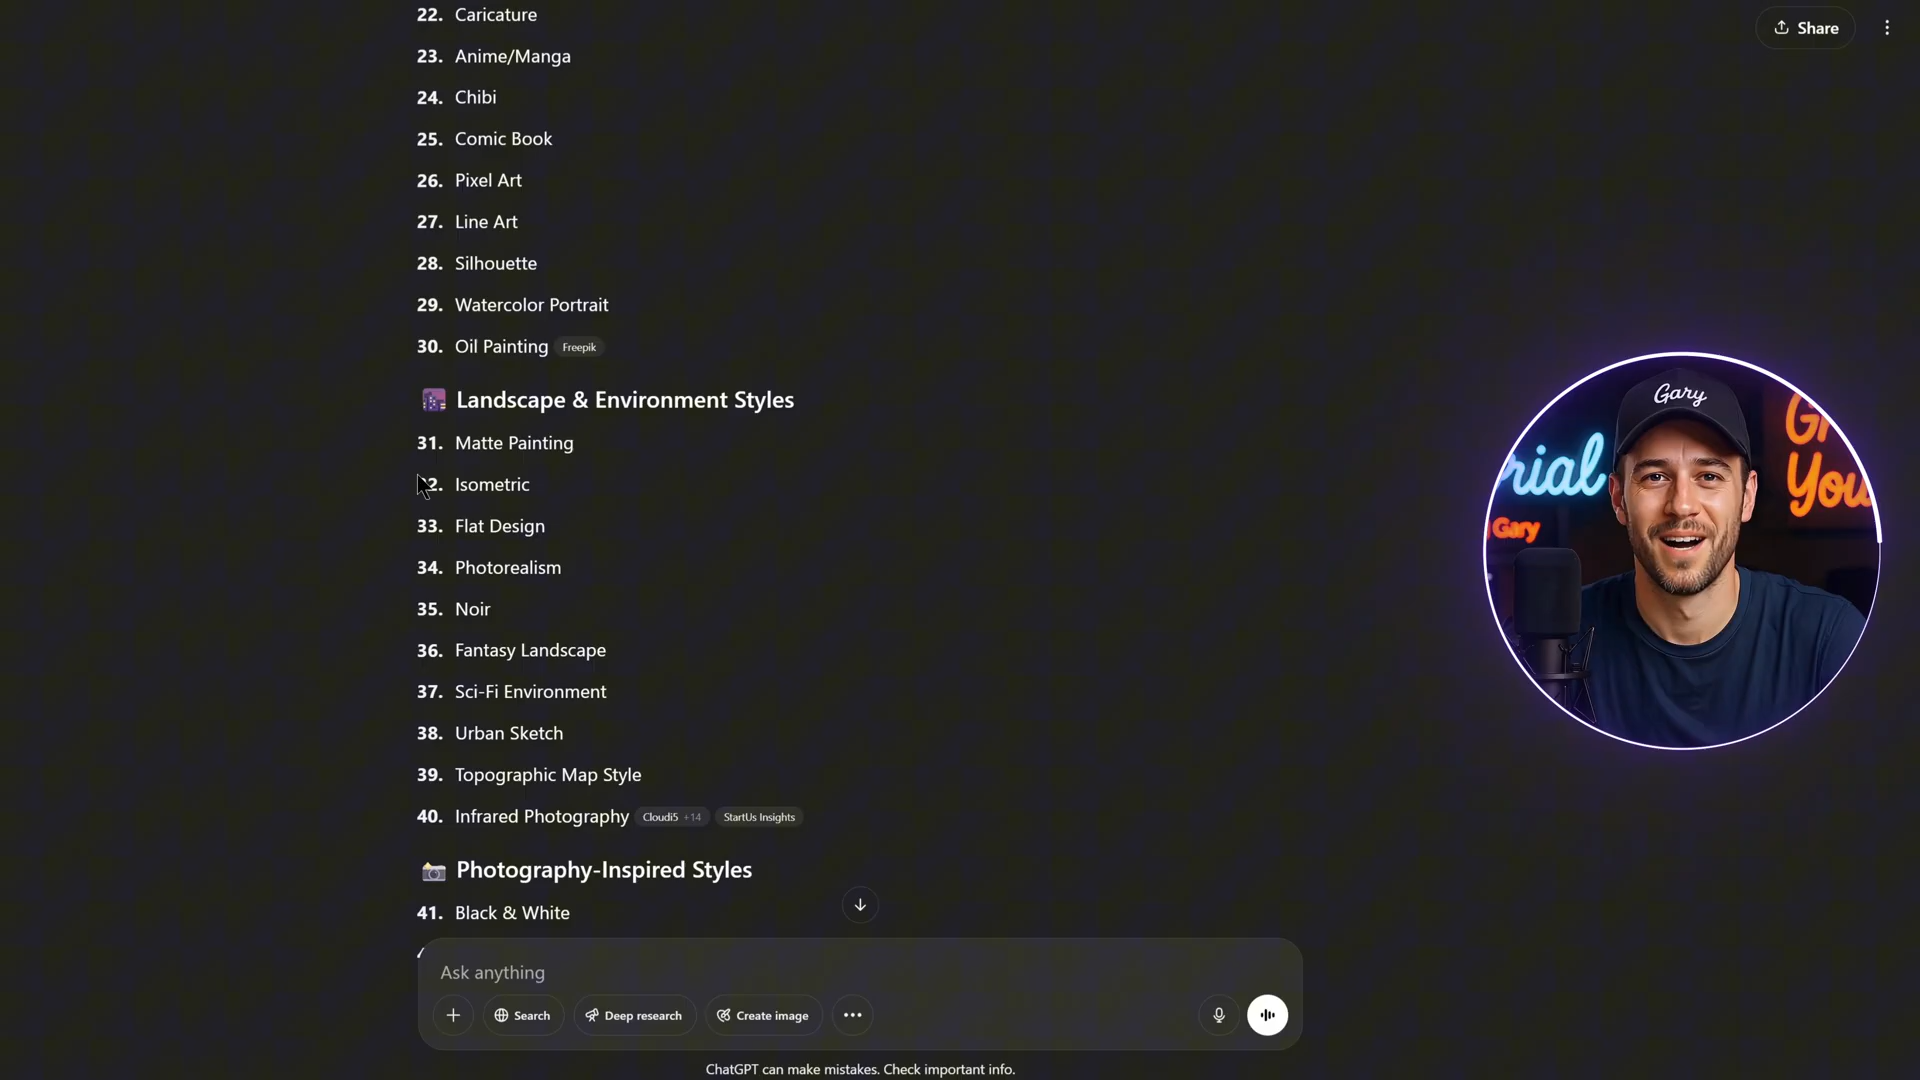 22. Caricature
Share
23. Anime/Manga
24. Chibi
25. Comic Book
26. Pixel Art
27. Line Art
28. Silhouette
29. Watercolor Portrait
30. Oil Painting Freepik
Landscape & Environment Styles
31. Matte Painting
2. Isometric
33. Flat Design
34. Photorealism
35. Noir
36. Fantasy Landscape
37. Sci-Fi Environment
38. Urban Sketch
39. Topographic Map Style
40. Infrared Photography Cloudi5 +14 StartUs Insights
Photography-Inspired Styles
41. Black & White
Ask anything
Search Deep research Create image
ChatGPT can make mistakes. Check important info.
Gary
rial
Gary
You